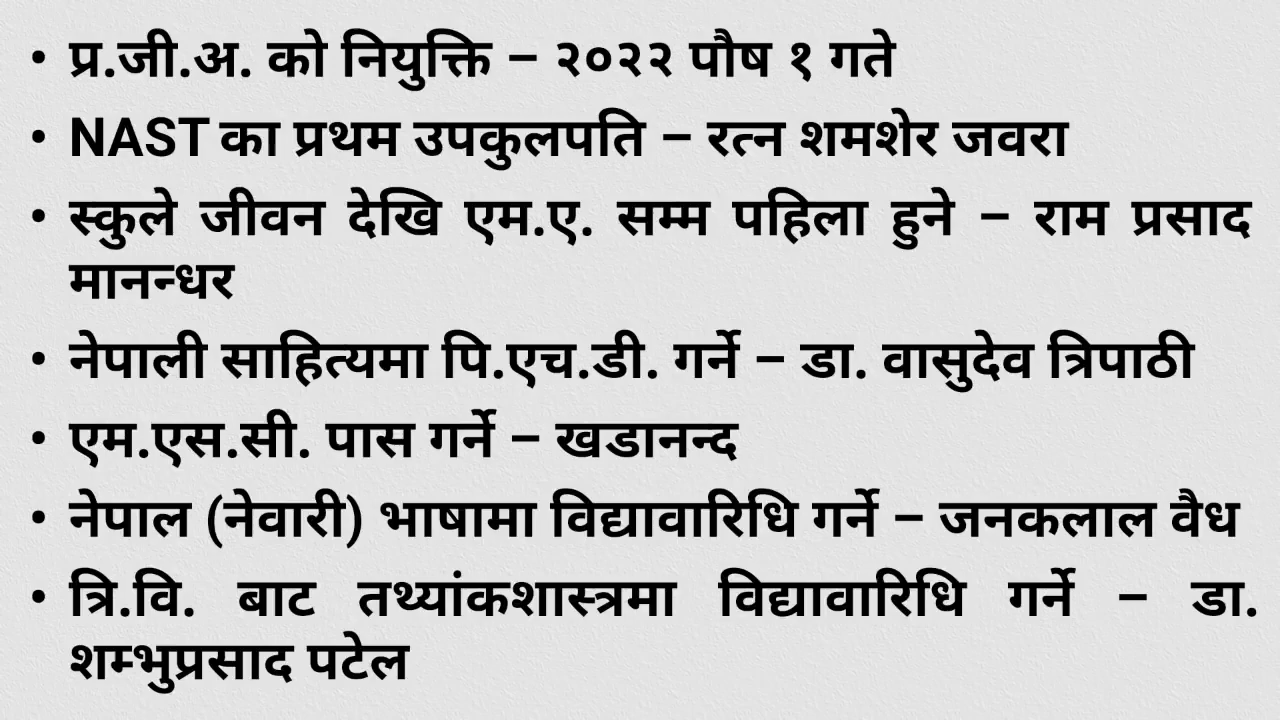 • प्र.जी.अ. को नियुक्ति – २०२२ पौष १ गते
• NAST का प्रथम उपकुलपति – रत्न शमशेर जवरा
• स्कुले जीवन देखि एम.ए. सम्म पहिला हुने – राम प्रसाद
मानन्धर
• नेपाली साहित्यमा पि.एच.डी. गर्ने – डा. वासुदेव त्रिपाठी
• एम.एस.सी. पास गर्ने – खडानन्द
• नेपाल (नेवारी) भाषामा विद्यावारिधि गर्ने – जनकलाल वैध
• त्रि.वि. बाट तथ्यांकशास्त्रमा विद्यावारिधि गर्ने – डा.
शम्भुप्रसाद पटेल